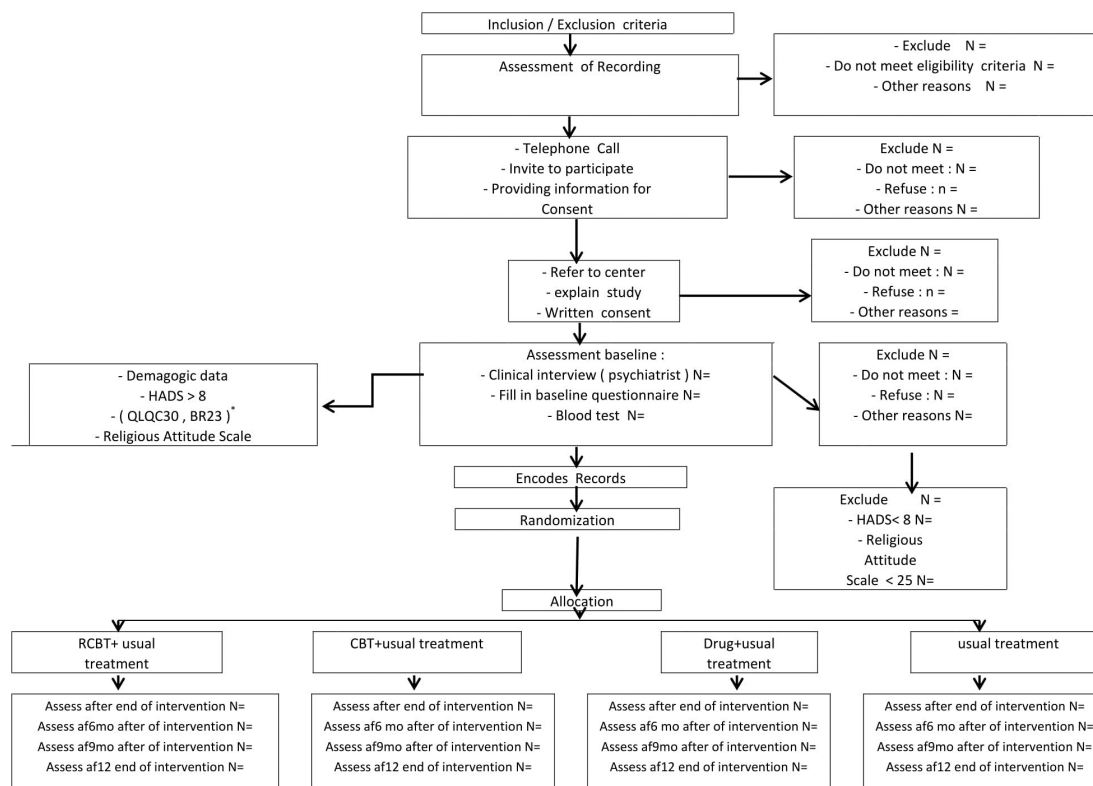 Inclusion / Exclusion criteria
Assessment of Recording
- Exclude N =
- Do not meet eligibility criteria N =
- Other reasons N =
- Telephone Call
- Invite to participate
- Providing information for
Consent
Exclude N =
- Do not meet : N =
- Refuse : n =
- Other reasons N =
- Refer to center
- explain study
- Written consent
Exclude N =
- Do not meet : N =
- Refuse : n =
- Other reasons =
Assessment baseline :
- Clinical interview ( psychiatrist ) N=
- Fill in baseline questionnaire N=
- Blood test N=
- Demagogic data
- HADS > 8
- ( QLQC30 , BR23 )*
- Religious Attitude Scale
Exclude N =
- Do not meet : N =
- Refuse : N =
- Other reasons N=
Exclude N =
- HADS< 8 N=
- Religious
Attitude
Scale < 25 N=
Encodes Records
Randomization
Allocation
RCBT+ usual
treatment
CBT+usual treatment
Drug+usual
treatment
usual treatment
Assess after end of intervention N=
Assess af6mo after of intervention N=
Assess af9mo after of intervention N=
Assess af12 end of intervention N=
Assess after end of intervention N=
Assess af6 mo after of intervention N=
Assess af9mo after of intervention N=
Assess af12 end of intervention N=
Assess after end of intervention N=
Assess af6 mo after of intervention N=
Assess af9mo after of intervention N=
Assess af12 end of intervention N=
Assess after end of intervention N=
Assess af6 mo after of intervention N=
Assess af9mo after of intervention N=
Assess af12 end of intervention N=